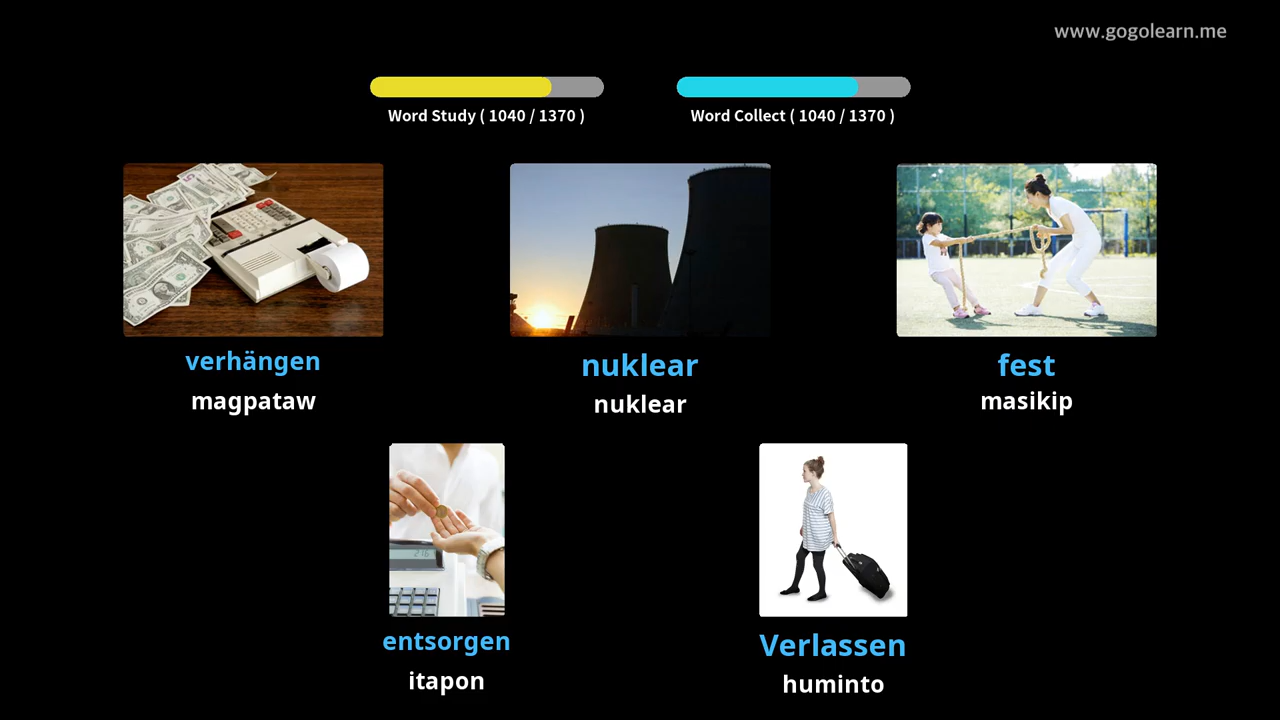 www.gogolearn.me
Word Study ( 1040 / 1370 )
Word Collect ( 1040 / 1370 )
verhängen
magpataw
nuklear
nuklear
fest
masikip
entsorgen
itapon
Verlassen
huminto